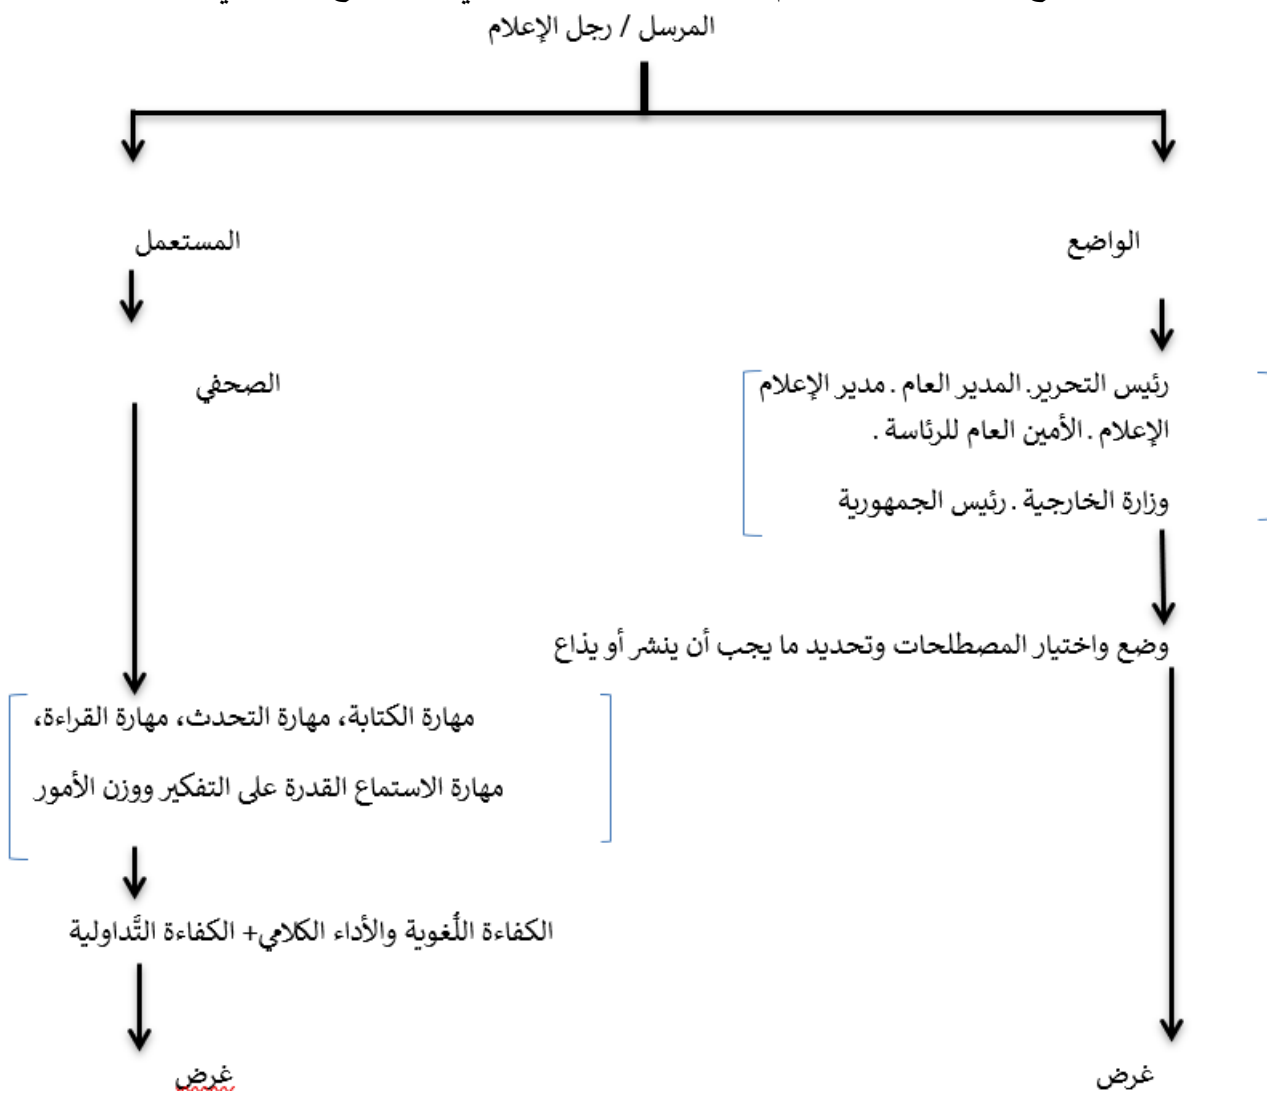 المرسل / رجل الإعلام
الواضع
المستعمل
رئيس التحرير. المدير العام . مدير الإعلام
الإعلام . الأمين العام للرئاسة .
وزارة الخارجية . رئيس الجمهورية
الصحفي
وضع واختيار المصطلحات وتحديد ما يجب أن ينشر أو يذاع
مهارة الكتابة، مهارة التحدث، مهارة القراءة،
مهارة الاستماع القدرة على التفكير ووزن الأمور
الكفاءة اللُّغوية والأداء الكلامي+ الكفاءة التَّداولية
غرض
غرض